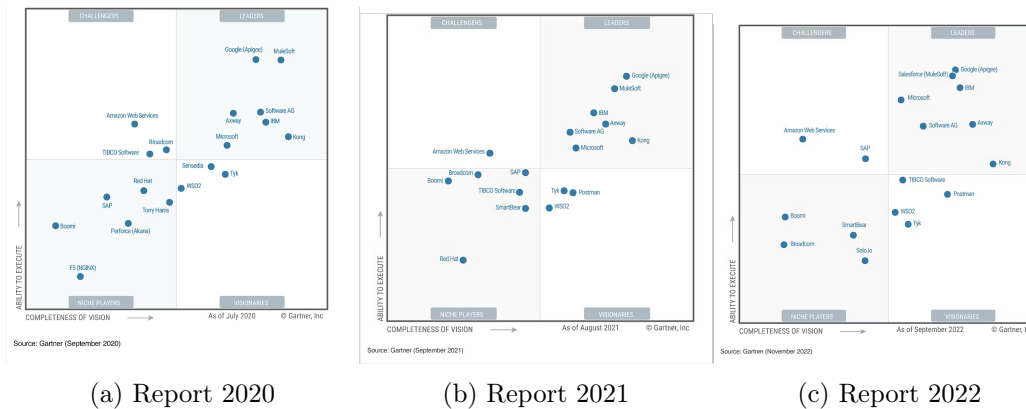 CHALLENGERS
LEADERS
Google (Apigee)
MuleSoft
Amazon Web Services
Axway
Software AG
IBM
Broadcom
Microsoft
Kong
TIBCO Software
Sensedia
Tyk
Red Hat
WSO2
SAP
Torry Harris
Boomi
Perforce (Akana)
F5 (NGINX)
NICHE PLAYERS
VISIONARIES
ABILITY TO EXECUTE
COMPLETENESS OF VISION
As of July 2020
© Gartner, Inc
Source: Gartner (September 2020)
(a) Report 2020
CHALLENGERS
LEADERS
Google (Apigee)
MuleSoft
IBM
Axway
Software AG
Kong
Microsoft
Amazon Web Services
SAP
Broadcom
Boomi
TIBCO Software
Tyk
Postman
SmartBear
WSO2
Red Hat
NICHE PLAYERS
VISIONARIES
ABILITY TO EXECUTE
COMPLETENESS OF VISION
As of August 2021
© Gartner, Inc
Source: Gartner (September 2021)
(b) Report 2021
CHALLENGERS
LEADERS
Google (Apigee)
Salesforce (MuleSoft)
IBM
Microsoft
Software AG
Axway
Amazon Web Services
SAP
Kong
TIBCO Software
Postman
Boomi
WSO2
Tyk
SmartBear
Broadcom
Solo.io
NICHE PLAYERS
VISIONARIES
ABILITY TO EXECUTE
COMPLETENESS OF VISION
As of September 2022
© Gartner,
Source: Gartner (November 2022)
(c) Report 2022